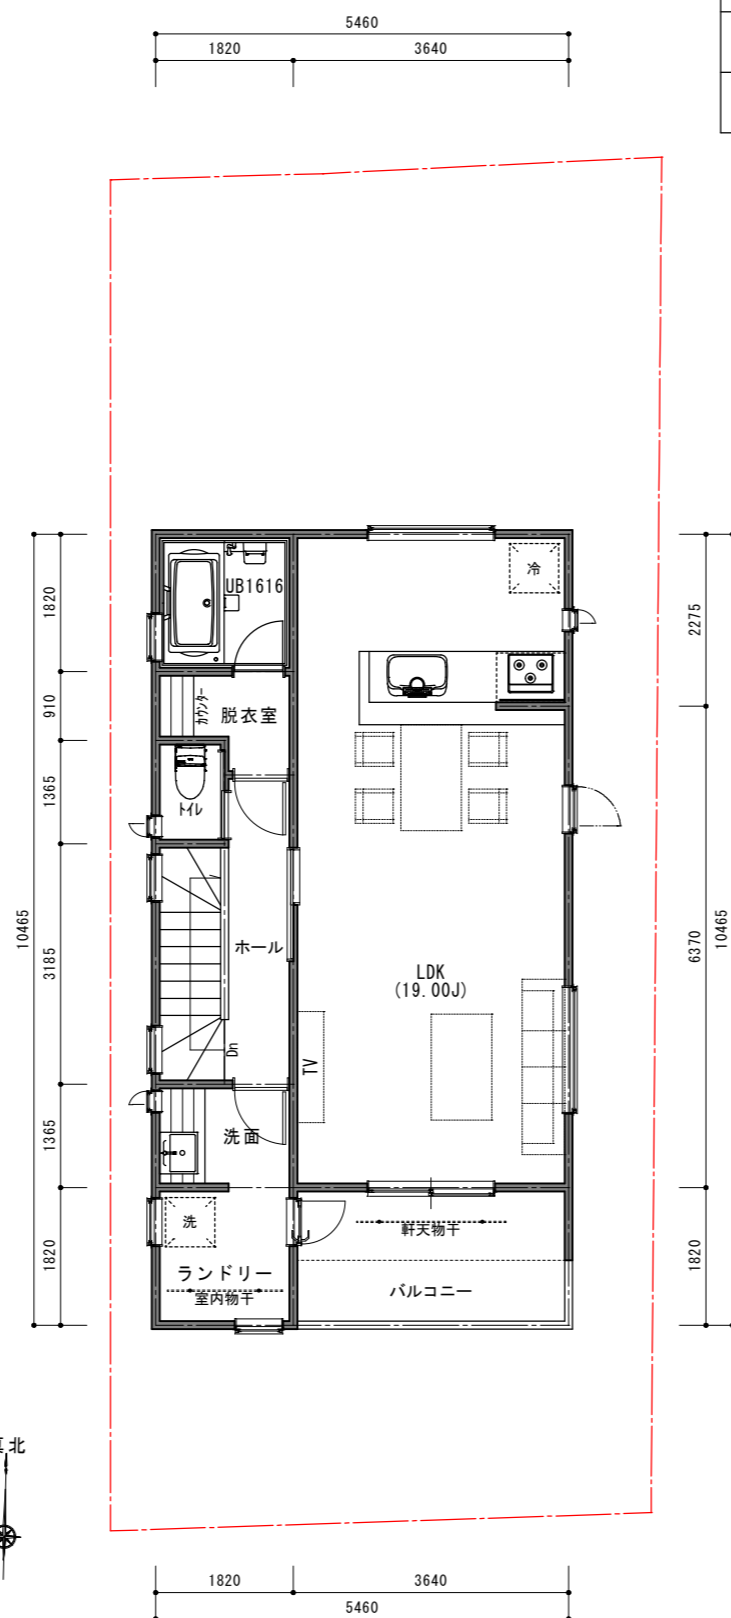 5460
1820
3640
UB1616
冷
1820
2275
910
カウンター
脱衣室
1365
トイレ
10465
3185
ホール
LDK
(19.00J)
6370
10465
Dn
TV
1365
洗面
洗
軒天物干
1820
ランドリー
室内物干
バルコニー
1820
真北
1820
3640
5460